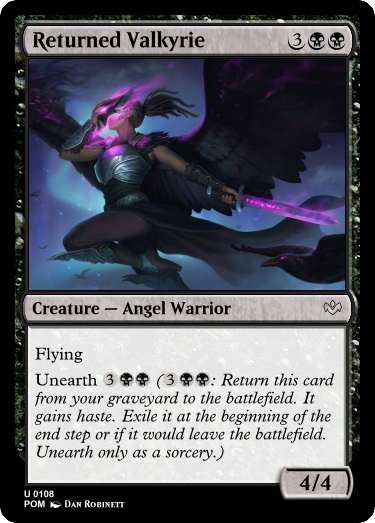 Returned Valkyrie 3
Creature — Angel Warrior
Flying
Unearth 3 (3: Return this card
from your graveyard to the battlefield. It
gains haste. Exile it at the beginning of the
end step or if it would leave the battlefield.
Unearth only as a sorcery.)
4/4
U 0108
POM Dan Robinett